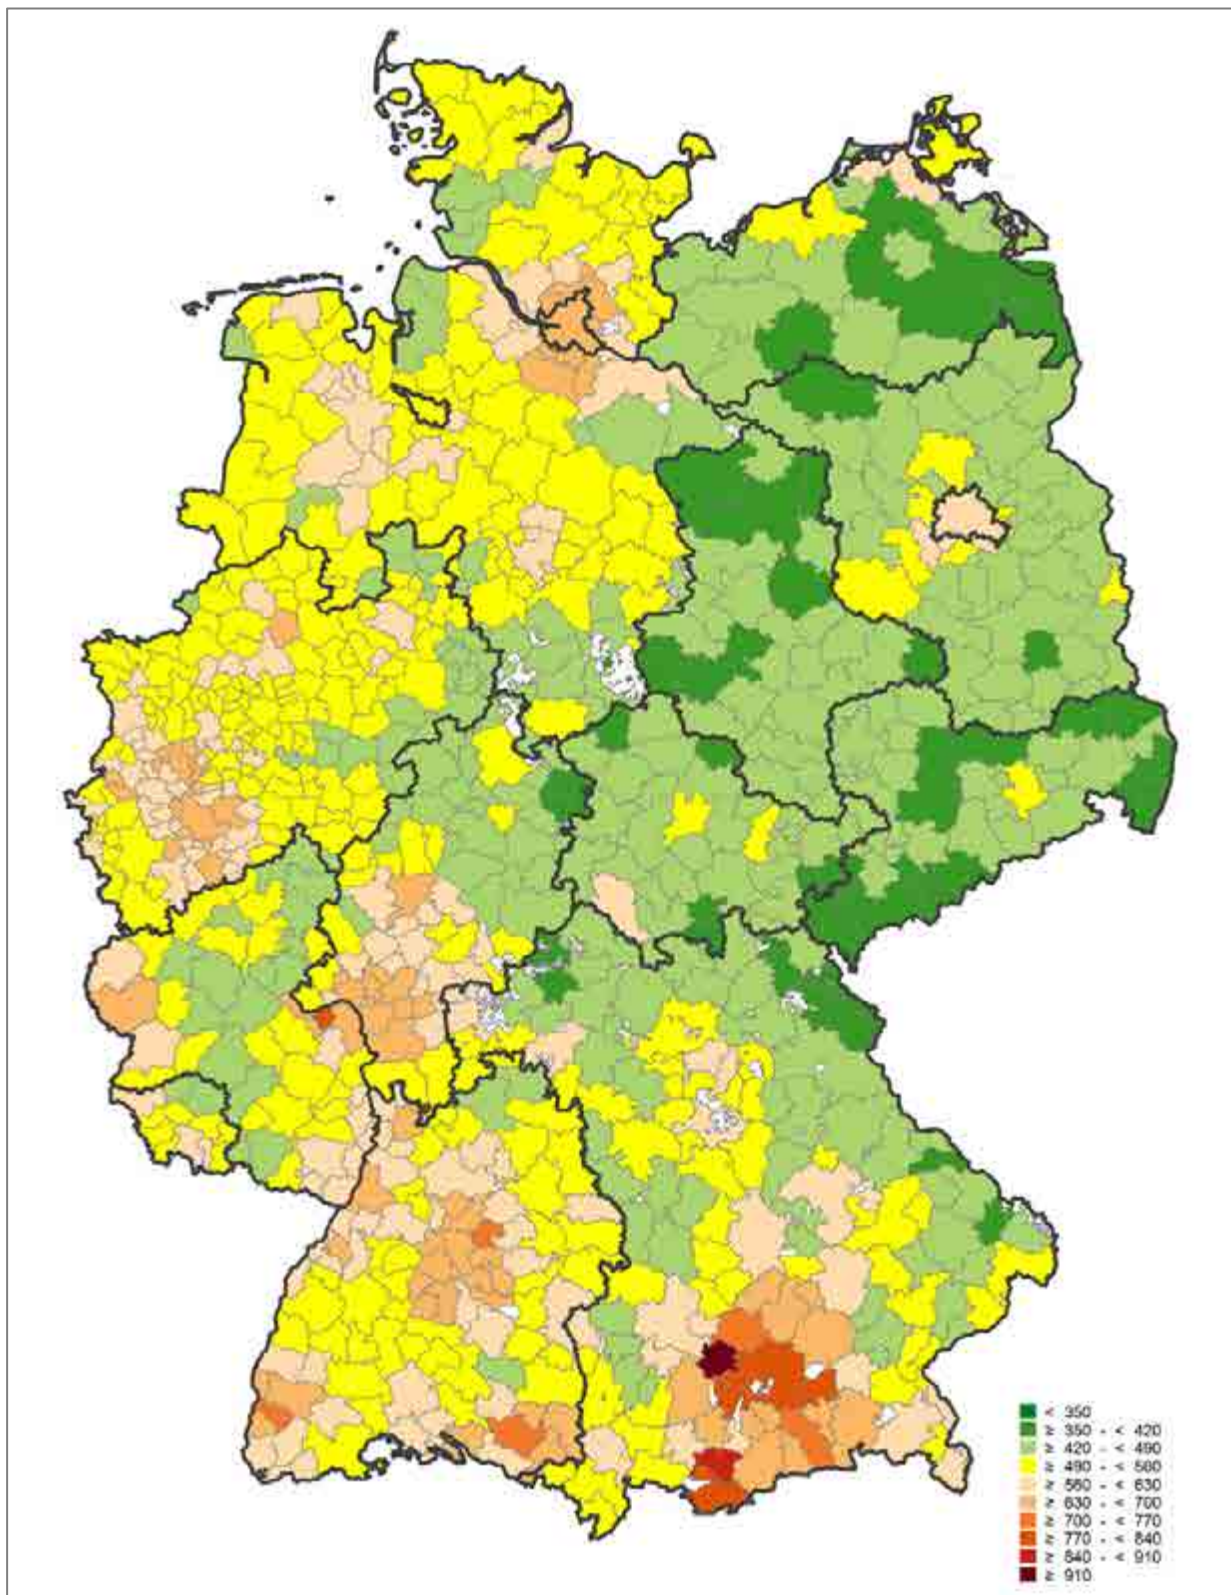 < 350
≥ 350 - < 420
≥ 420 - < 490
≥ 490 - < 560
≥ 560 - < 630
≥ 630 - < 700
≥ 700 - < 770
≥ 770 - < 840
≥ 840 - < 910
≥ 910